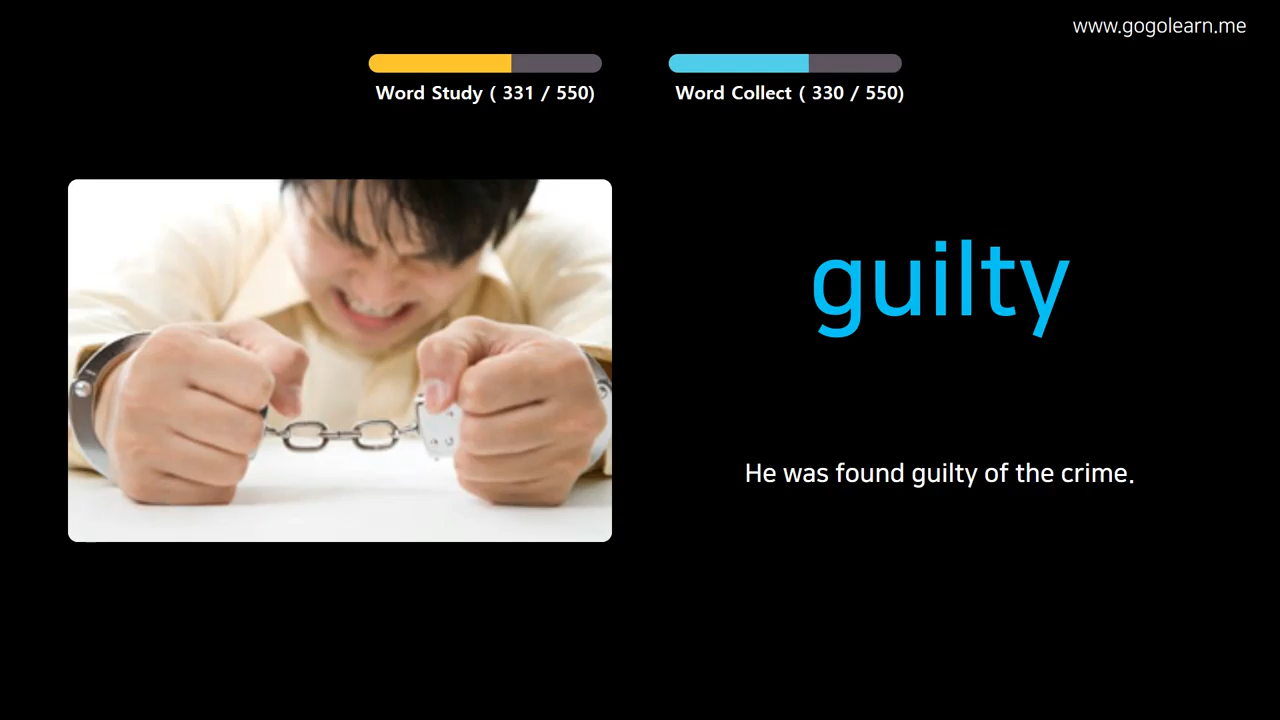 www.gogolearn.me
Word Study ( 331 / 550)
Word Collect ( 330 / 550)
guilty
He was found guilty of the crime.